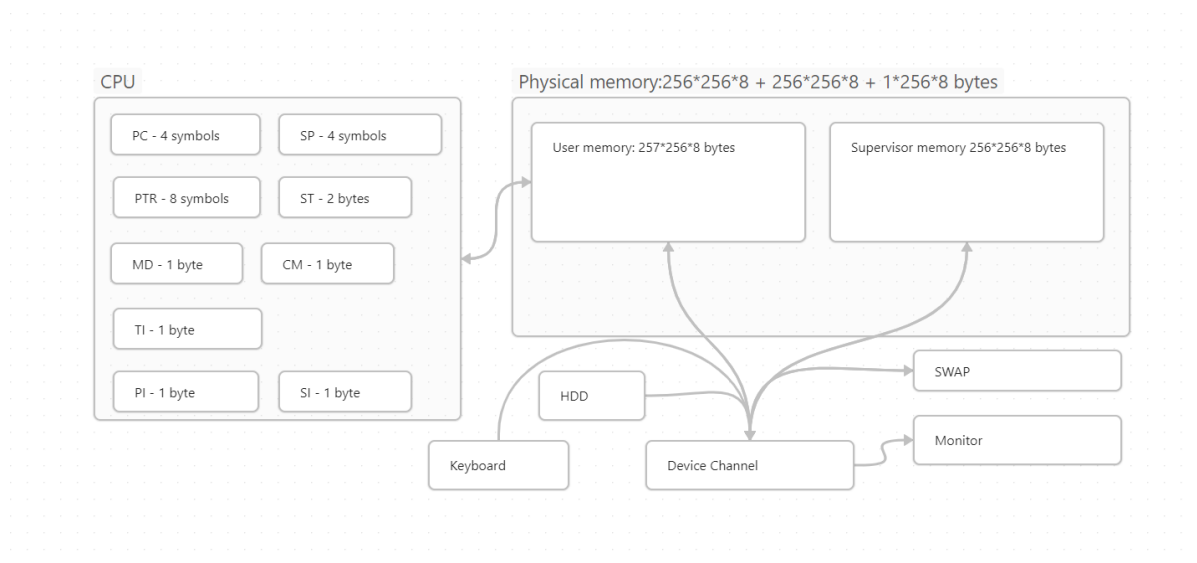 CPU
PC - 4 symbols
SP - 4 symbols
PTR - 8 symbols
ST - 2 bytes
MD - 1 byte
CM - 1 byte
TI - 1 byte
PI - 1 byte
SI - 1 byte
Physical memory:256*256*8 + 256*256*8 + 1*256*8 bytes
User memory: 257*256*8 bytes
Supervisor memory 256*256*8 bytes
SWAP
HDD
Monitor
Keyboard
Device Channel